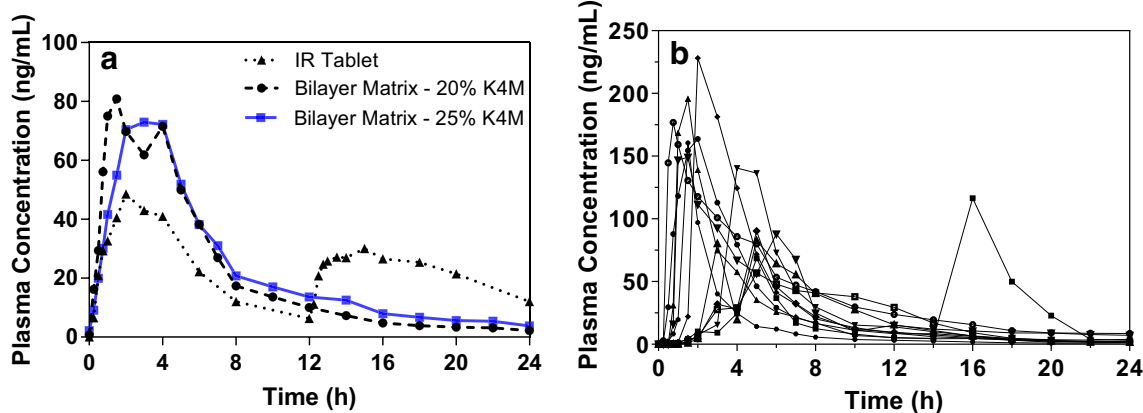 a
IR Tablet
Bilayer Matrix - 20% K4M
Bilayer Matrix - 25% K4M
Plasma Concentration (ng/mL)
100
80
60
40
20
0
0 4 8 12 16 20 24
Time (h)
b
Plasma Concentration (ng/mL)
250
200
150
100
50
0
0 4 8 12 16 20 24
Time (h)